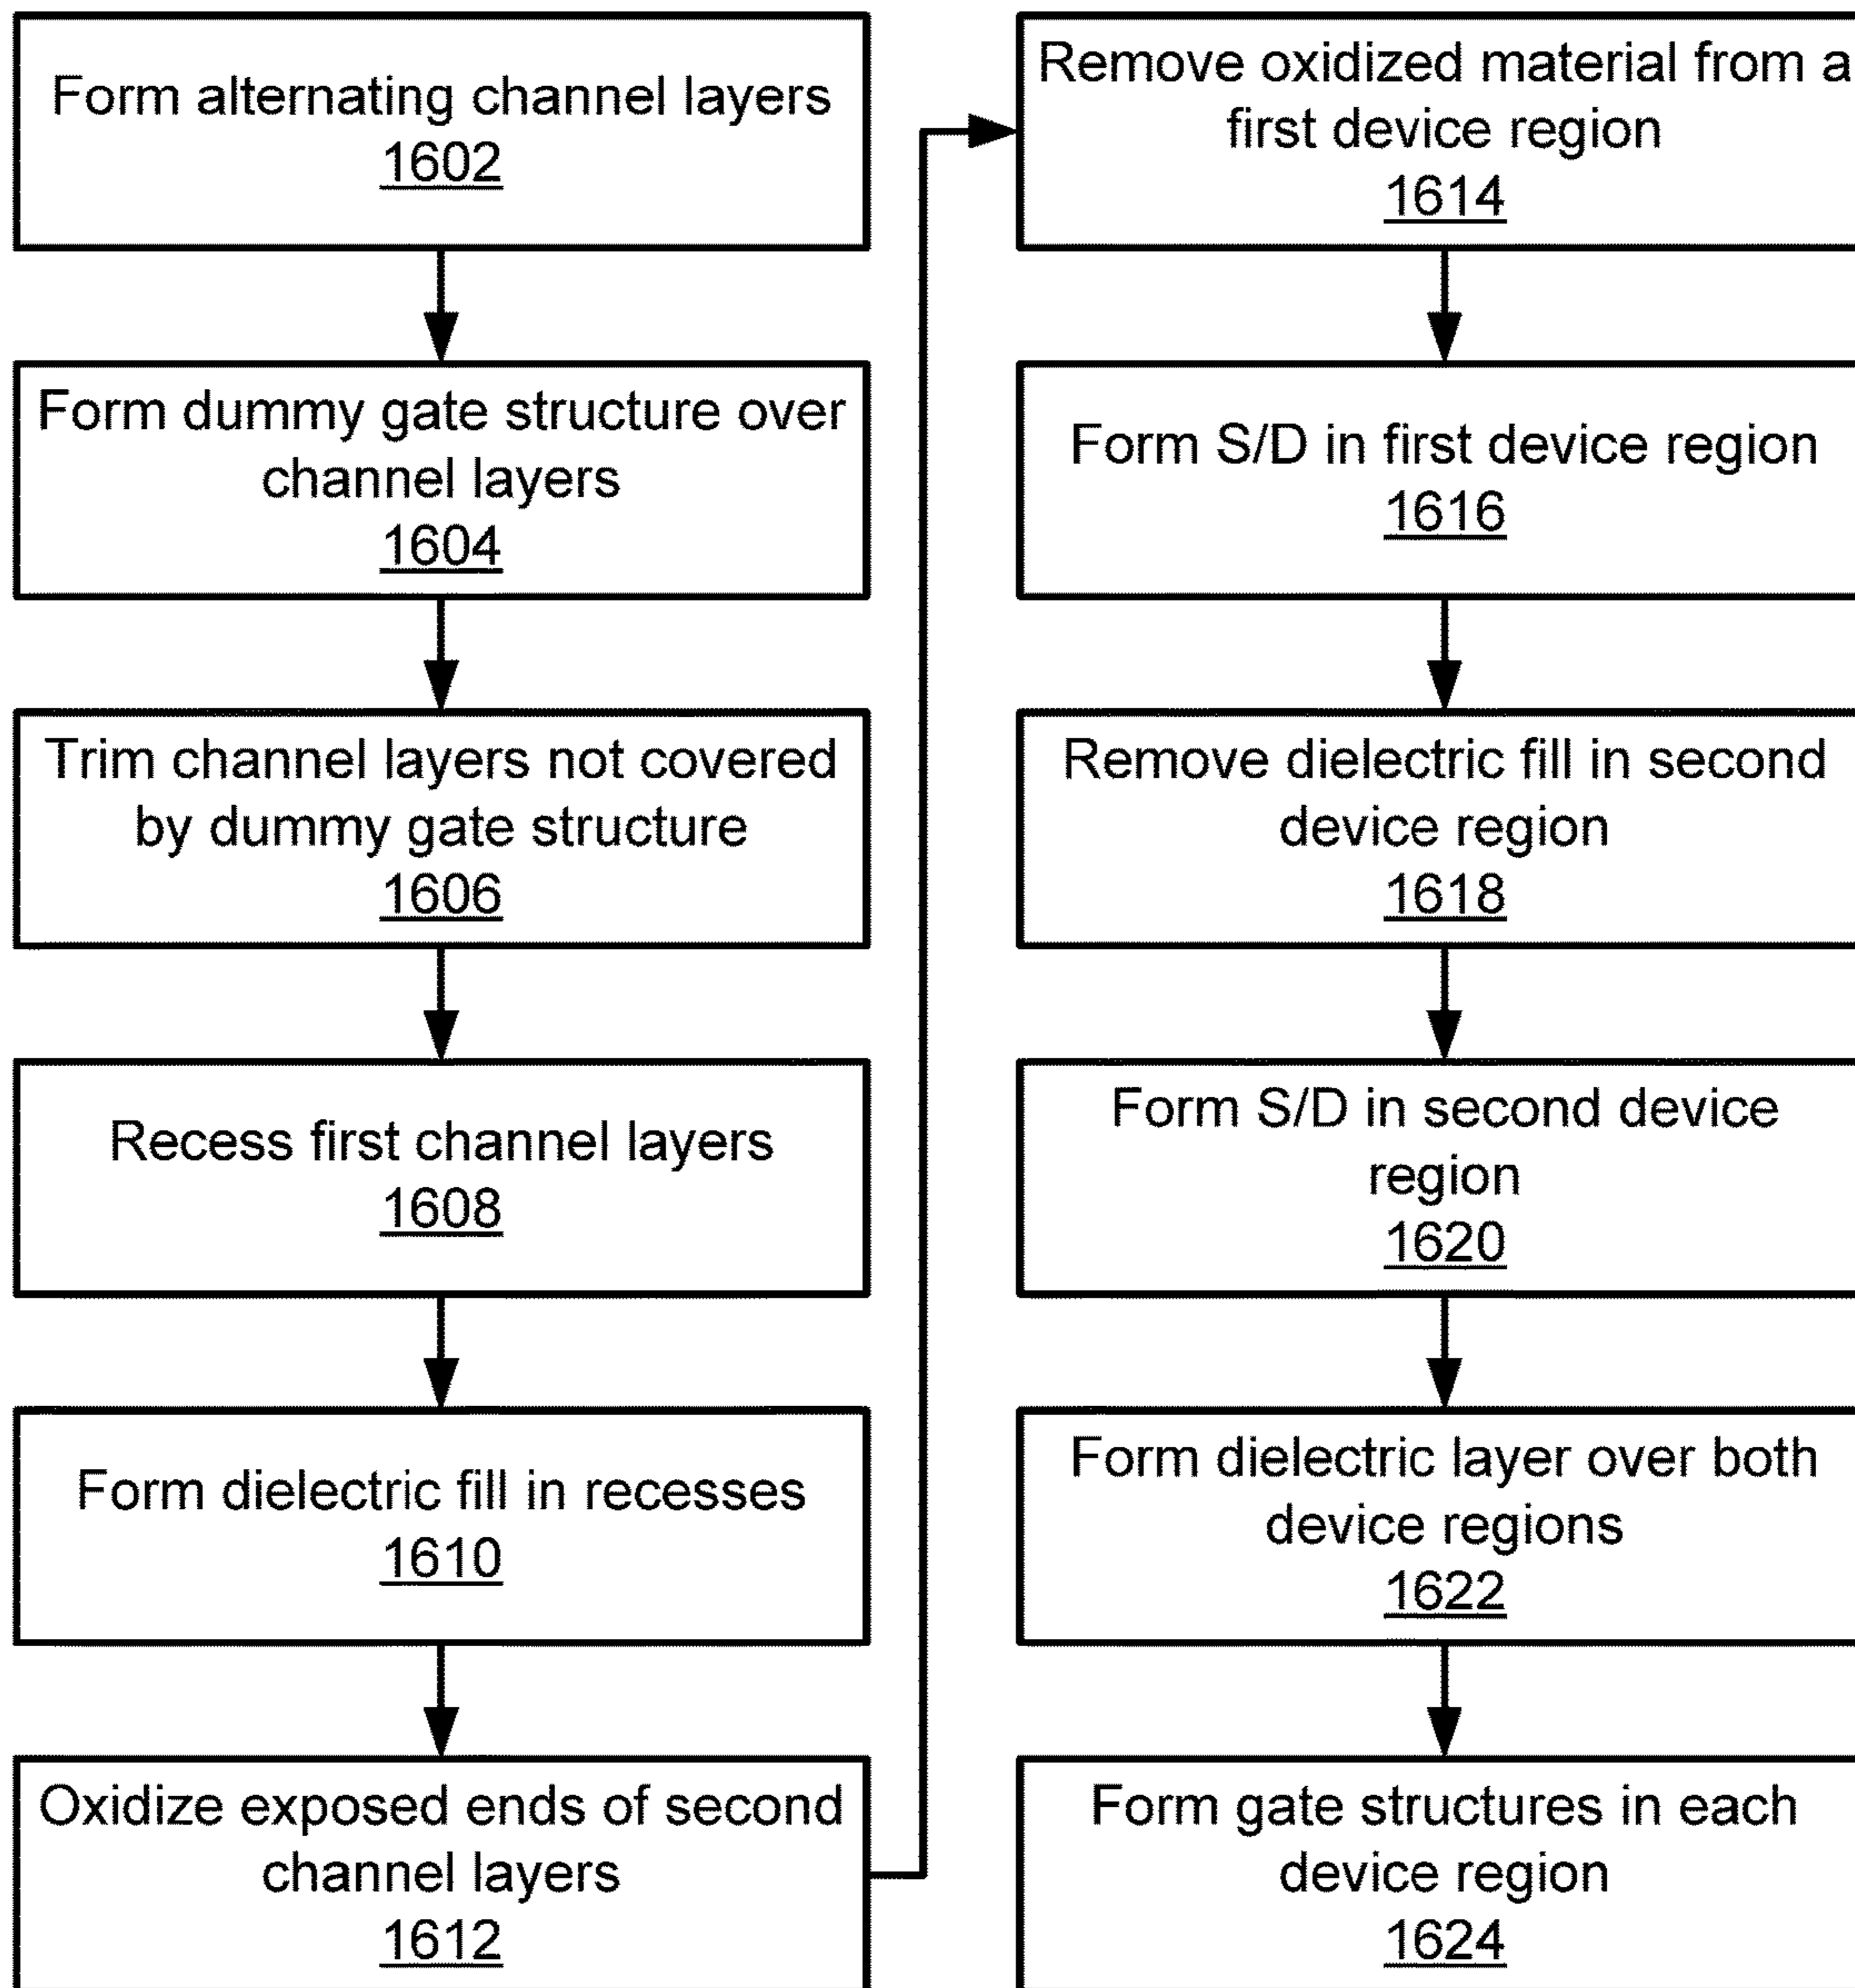 Form alternating channel layers
1602
Form dummy gate structure over
channel layers
1604
Trim channel layers not covered
by dummy gate structure
1606
Recess first channel layers
1608
Form dielectric fill in recesses
1610
Oxidize exposed ends of second
channel layers
1612
Remove oxidized material from a
first device region
1614
Form S/D in first device region
1616
Remove dielectric fill in second
device region
1618
Form S/D in second device
region
1620
Form dielectric layer over both
device regions
1622
Form gate structures in each
device region
1624